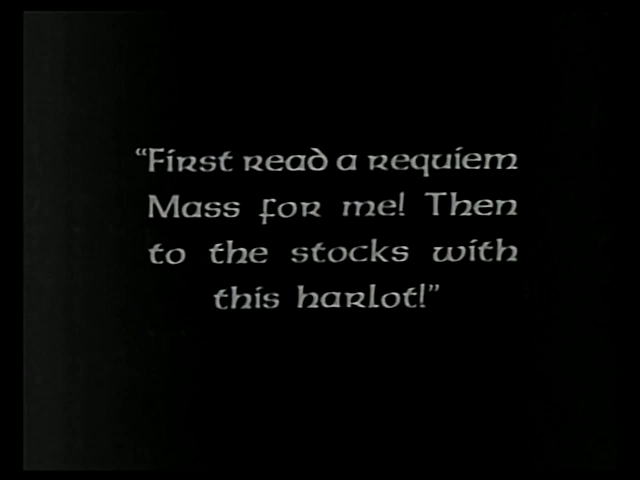 “First read a requiem
Mass for me! Then
to the stocks with
this harlot!”